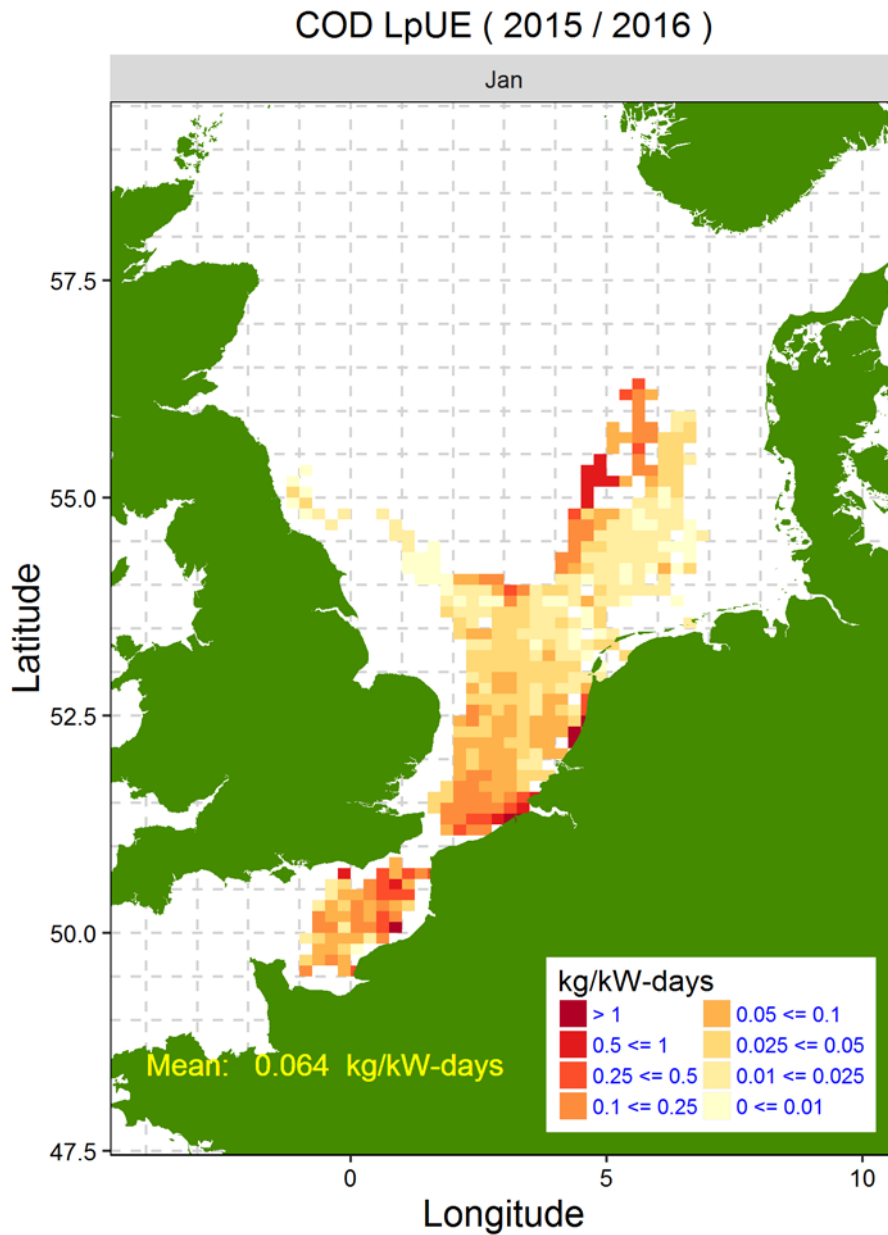 COD LpUE ( 2015 / 2016 )
Jan
57.5
55.0
52.5
50.0
47.5
Latitude
kg/kW-days
> 1
0.05 <= 0.1
0.5 <= 1
0.025 <= 0.05
0.25 <= 0.5
0.01 <= 0.025
0.1 <= 0.25
0 <= 0.01
Mean: 0.064 kg/kW-days
0
5
10
Longitude